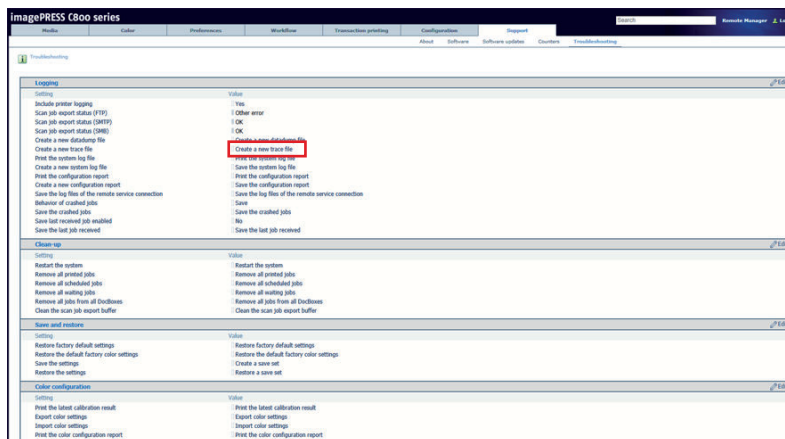 imagePRESS C800 series
Search
Remote Manager
Media Color Preferences Workflow Transaction printing Configuration Support
About Software Software updates Counters Troubleshooting
Troubleshooting
Logging
Setting Value
Include printer logging Yes
Scan job export status (FTP) Other error
Scan job export status (SMTP) OK
Scan job export status (SMB) OK
Create a new datadump file Create a new datadump file
Create a new trace file Create a new trace file
Print the system log file Print the system log file
Create a new system log file Save the system log file
Print the configuration report Print the configuration report
Create a new configuration report Save the configuration report
Save the log files of the remote service connection Save the log files of the remote service connection
Behavior of crashed jobs Save
Save the crashed jobs Save the crashed jobs
Save last received job enabled No
Save the last job received Save the last job received
Clean-up
Setting Value
Restart the system Restart the system
Remove all printed jobs Remove all printed jobs
Remove all scheduled jobs Remove all scheduled jobs
Remove all waiting jobs Remove all waiting jobs
Remove all jobs from all DocBoxes Remove all jobs from all DocBoxes
Clean the scan job export buffer Clean the scan job export buffer
Save and restore
Setting Value
Restore factory default settings Restore factory default settings
Restore the default factory color settings Restore the default factory color settings
Save the settings Create a save set
Restore the settings Restore a save set
Color configuration
Setting Value
Print the latest calibration result Print the latest calibration result
Export color settings Export color settings
Import color settings Import color settings
Print the color configuration report Print the color configuration report